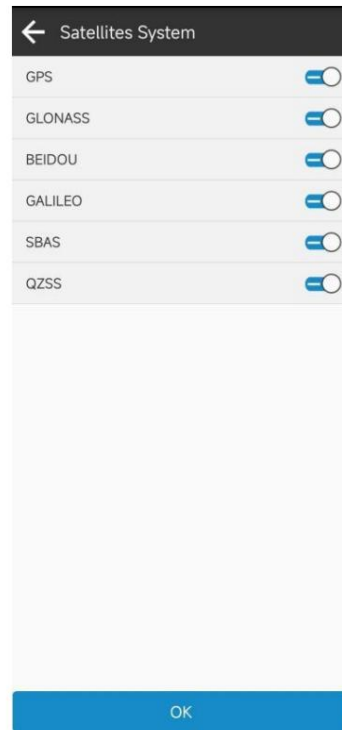 Satellites System
GPS
GLONASS
BEIDOU
GALILEO
SBAS
QZSS
OK